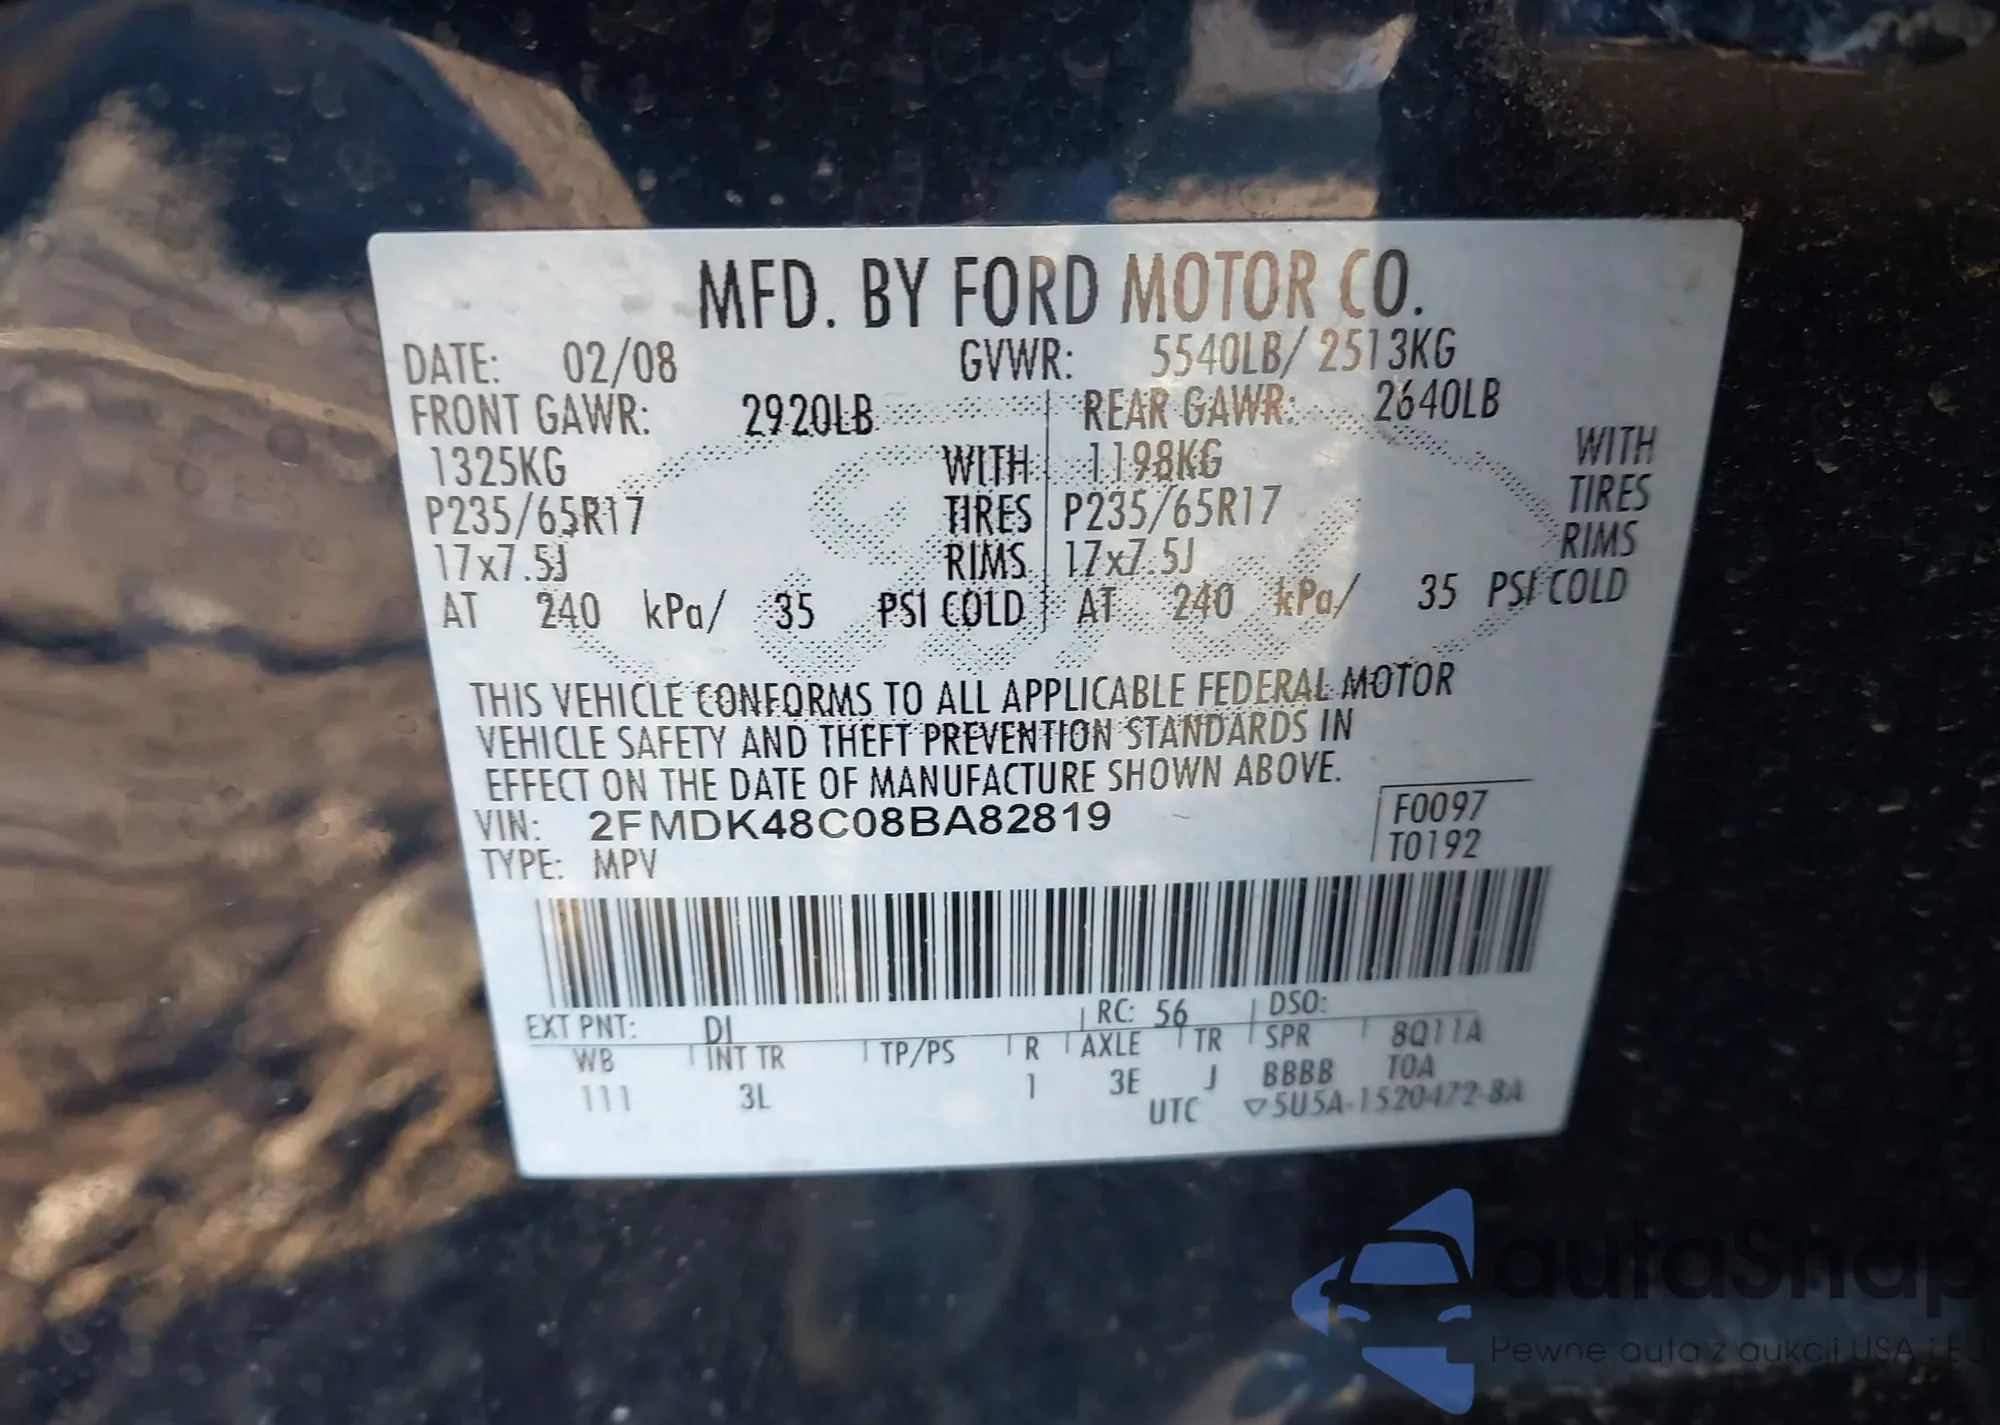 MFD. BY FORD MOTOR CO.
DATE: 02/08 GVWR: 5540LB/ 2513KG
FRONT GAWR: 2920LB REAR GAWR: 2640LB
1325KG WITH 1198KG WITH
P235/65R17 TIRES P235/65R17 TIRES
17x7.5J RIMS 17x7.5J RIMS
AT 240 kPa/ 35 PSI COLD AT 240 kPa/ 35 PSI COLD
THIS VEHICLE CONFORMS TO ALL APPLICABLE FEDERAL MOTOR
VEHICLE SAFETY AND THEFT PREVENTION STANDARDS IN
EFFECT ON THE DATE OF MANUFACTURE SHOWN ABOVE.
VIN: 2FMDK48C08BA82819 F0097
TYPE: MPV T0192
EXT PNT: DI RC: 56 DSO:
WB INT TR TP/PS R AXLE TR SPR 8Q11A
111 3L 1 3E J BBBB TOA
UTC ▽5U5A-1520472-8A
autaSnap
Pewne auta z aukcji USA i EU